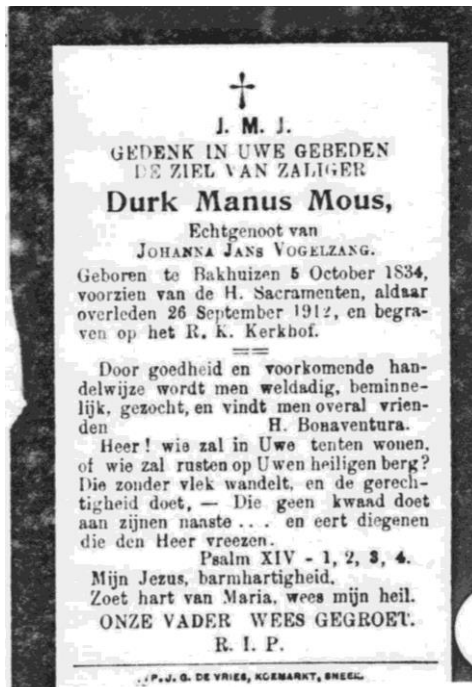 J. M. J.
GEDENK IN UWE GEBEDEN
DE ZIEL VAN ZALIGER
Durk Manus Mous,
Echtgenoot van
JOHANNA JANS VOGELZANG.
Geboren te Bakhuizen 5 October 1834,
voorzien van de H. Sacramenten, aldaar
overleden 26 September 1912, en begra-
ven op het R. K. Kerkhof.
Door goedheid en voorkomende han-
delwijze wordt men weldadig, beminne-
lijk, gezocht, en vindt men overal vrien-
den H. Bonaventura.
Heer! wie zal in Uwe tenten wonen,
of wie zal rusten op Uwen heiligen berg?
Die zonder vlek wandelt, en de gerech-
tigheid doet, — Die geen kwaad doet
aan zijnen naaste .... en eert diegenen
die den Heer vreezen.
Psalm XIV - 1, 2, 3, 4.
Mijn Jezus, barmhartigheid.
Zoet hart van Maria, wees mijn heil.
ONZE VADER WEES GEGROET.
R. I. P.
P. J. G. DE VRIES, KOEMARKT, SNEEK.